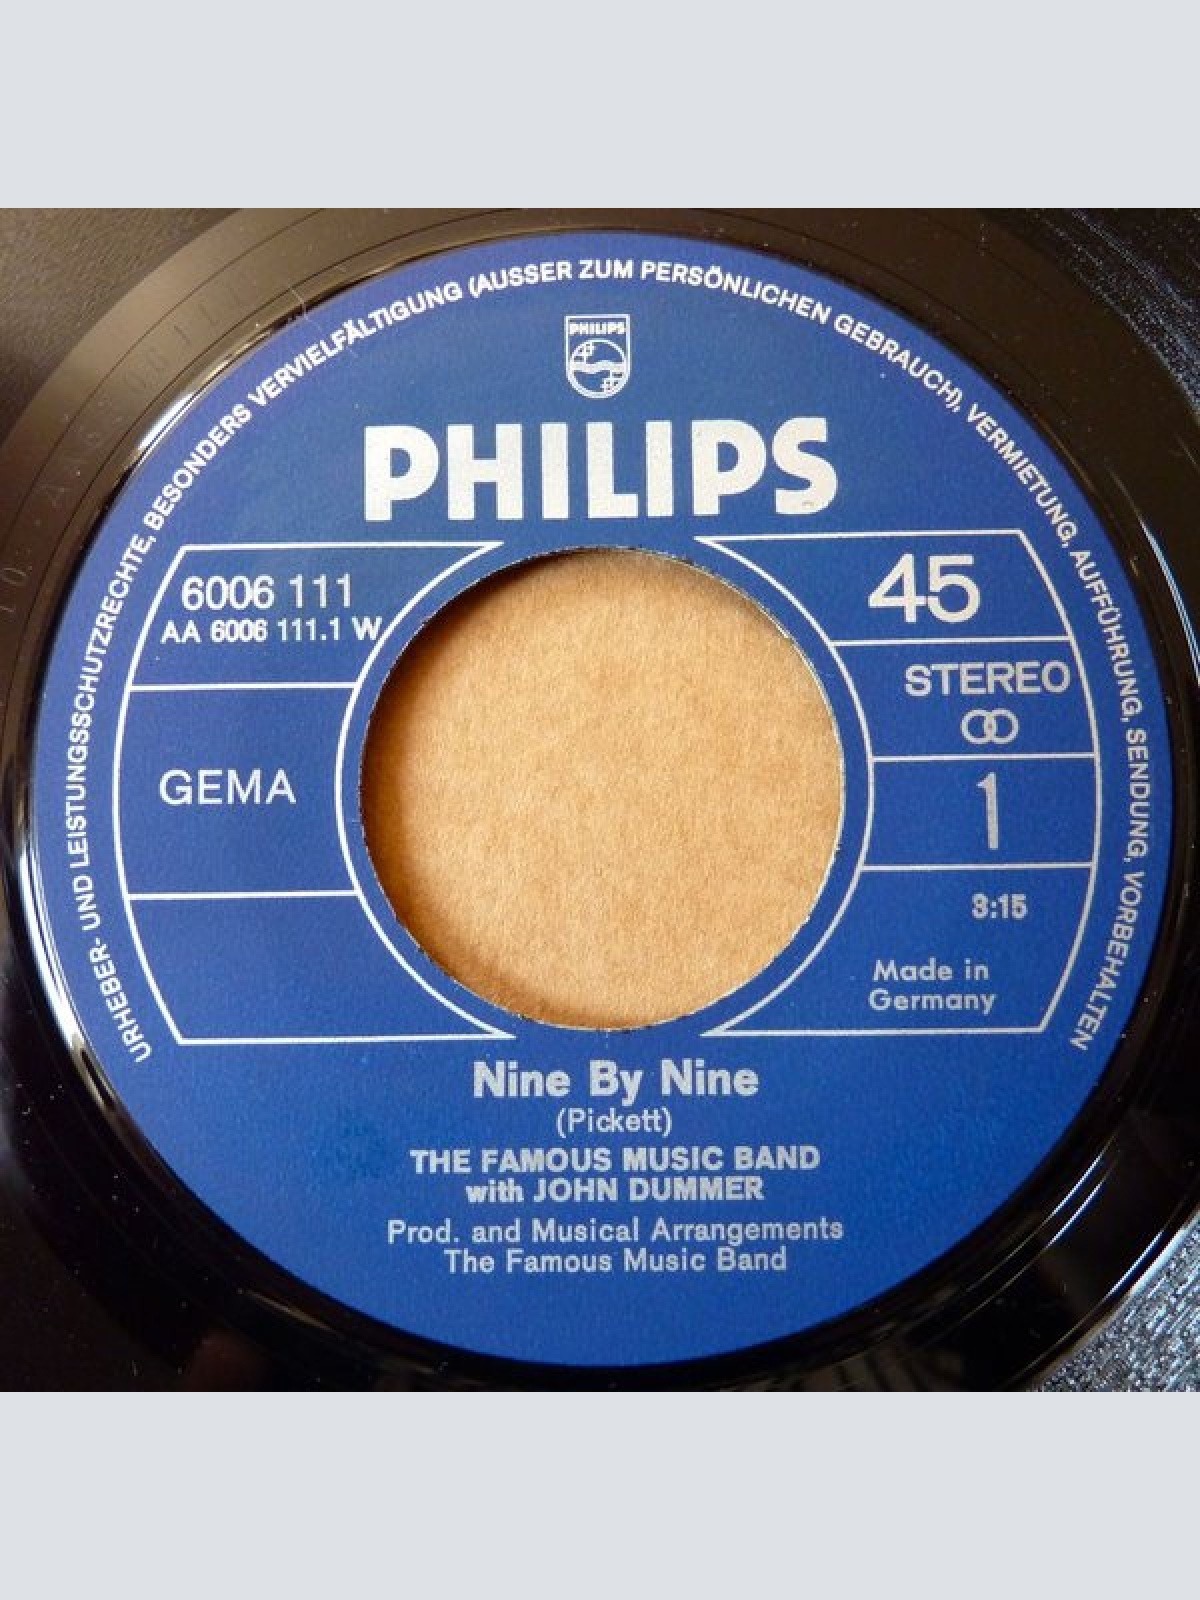 URHEBER- UND LEISTUNGSSCHUTZRECHTE, BESONDERS VERVIELFÄLTIGUNG (AUSSER ZUM PERSÖNLICHEN GEBRAUCH), VERMIETUNG, AUFFÜHRUNG, SENDUNG, VORBEHALTEN
PHILIPS
PHILIPS
6006 111
AA 6006 111.1 W
GEMA
45
STEREO
1
3:15
Made in
Germany
Nine By Nine
(Pickett)
THE FAMOUS MUSIC BAND
with JOHN DUMMER
Prod. and Musical Arrangements
The Famous Music Band